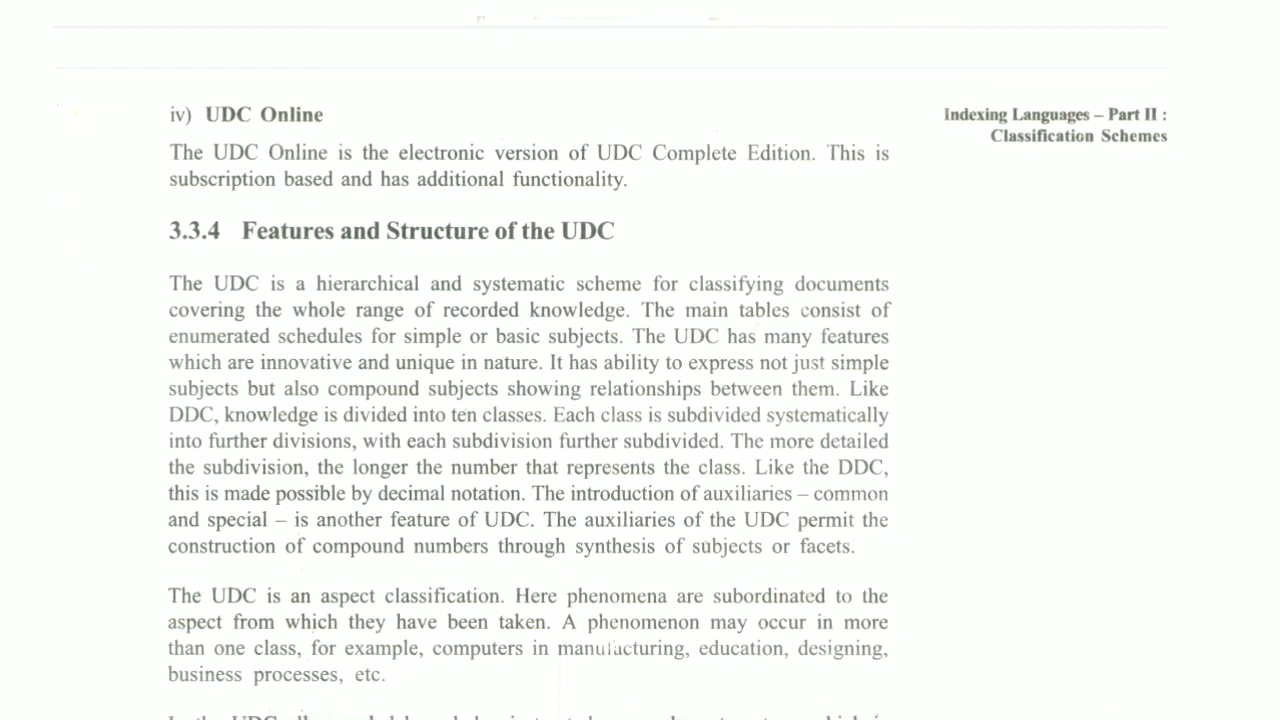 iv) UDC Online
Indexing Languages – Part II :
Classification Schemes
The UDC Online is the electronic version of UDC Complete Edition. This is
subscription based and has additional functionality.
3.3.4 Features and Structure of the UDC
The UDC is a hierarchical and systematic scheme for classifying documents
covering the whole range of recorded knowledge. The main tables consist of
enumerated schedules for simple or basic subjects. The UDC has many features
which are innovative and unique in nature. It has ability to express not just simple
subjects but also compound subjects showing relationships between them. Like
DDC, knowledge is divided into ten classes. Each class is subdivided systematically
into further divisions, with each subdivision further subdivided. The more detailed
the subdivision, the longer the number that represents the class. Like the DDC,
this is made possible by decimal notation. The introduction of auxiliaries – common
and special – is another feature of UDC. The auxiliaries of the UDC permit the
construction of compound numbers through synthesis of subjects or facets.
The UDC is an aspect classification. Here phenomena are subordinated to the
aspect from which they have been taken. A phenomenon may occur in more
than one class, for example, computers in manufacturing, education, designing,
business processes, etc.